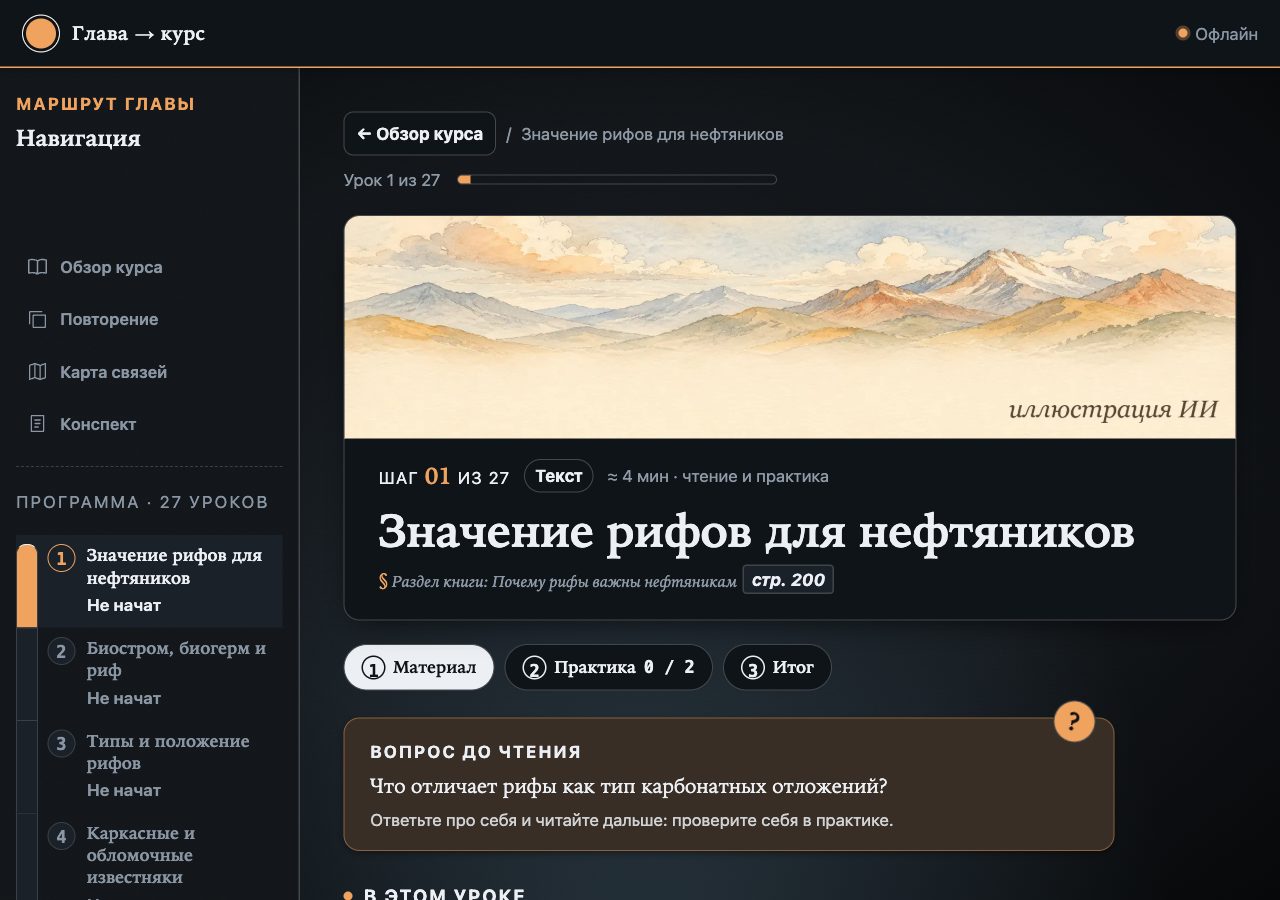 Глава → курс
Офлайн
МАРШРУТ ГЛАВЫ
Навигация
Обзор курса
Повторение
Карта связей
Конспект
ПРОГРАММА · 27 УРОКОВ
1 Значение рифов для
нефтяников
Не начат
2 Биостром, биогерм и
риф
Не начат
3 Типы и положение
рифов
Не начат
4 Каркасные и
обломочные
известняки
← Обзор курса / Значение рифов для нефтяников
Урок 1 из 27
иллюстрация ИИ
ШАГ 01 ИЗ 27 Текст ≈ 4 мин · чтение и практика
Значение рифов для нефтяников
§ Раздел книги: Почему рифы важны нефтяникам стр. 200
1 Материал 2 Практика 0 / 2 3 Итог
?
ВОПРОС ДО ЧТЕНИЯ
Что отличает рифы как тип карбонатных отложений?
Ответьте про себя и читайте дальше: проверите себя в практике.
В ЭТОМ УРОКЕ